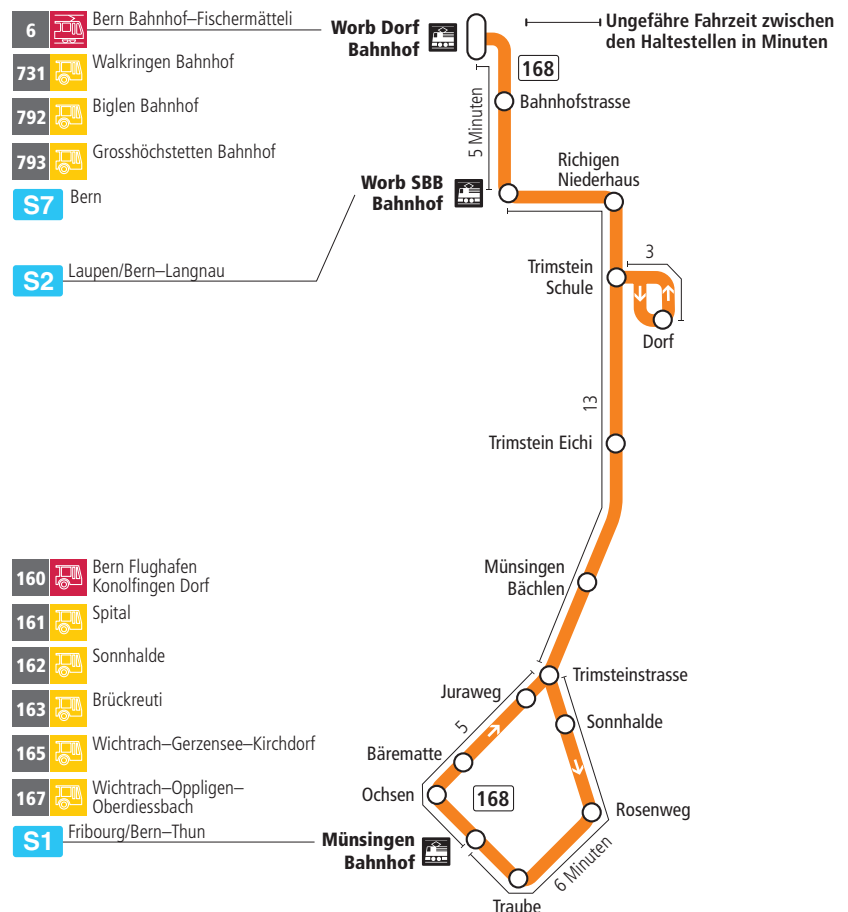 6 Bern Bahnhof–Fischermätteli
731 Walkringen Bahnhof
792 Biglen Bahnhof
793 Grosshöchstetten Bahnhof
S7 Bern
S2 Laupen/Bern–Langnau
Worb Dorf
Bahnhof
Ungefähre Fahrzeit zwischen
den Haltestellen in Minuten
168
Bahnhofstrasse
5 Minuten
Worb SBB
Bahnhof
Richigen
Niederhaus
3
Trimstein
Schule
Dorf
13
Trimstein Eichi
Münsingen
Bächlen
160 Bern Flughafen
Konolfingen Dorf
161 Spital
162 Sonnhalde
163 Brückreuti
165 Wichtrach–Gerzensee–Kirchdorf
167 Wichtrach–Oppligen–
Oberdiessbach
S1 Fribourg/Bern–Thun
Trimsteinstrasse
Juraweg
Sonnhalde
5
Bärematte
Ochsen
168
Rosenweg
Münsingen
Bahnhof
6 Minuten
Traube